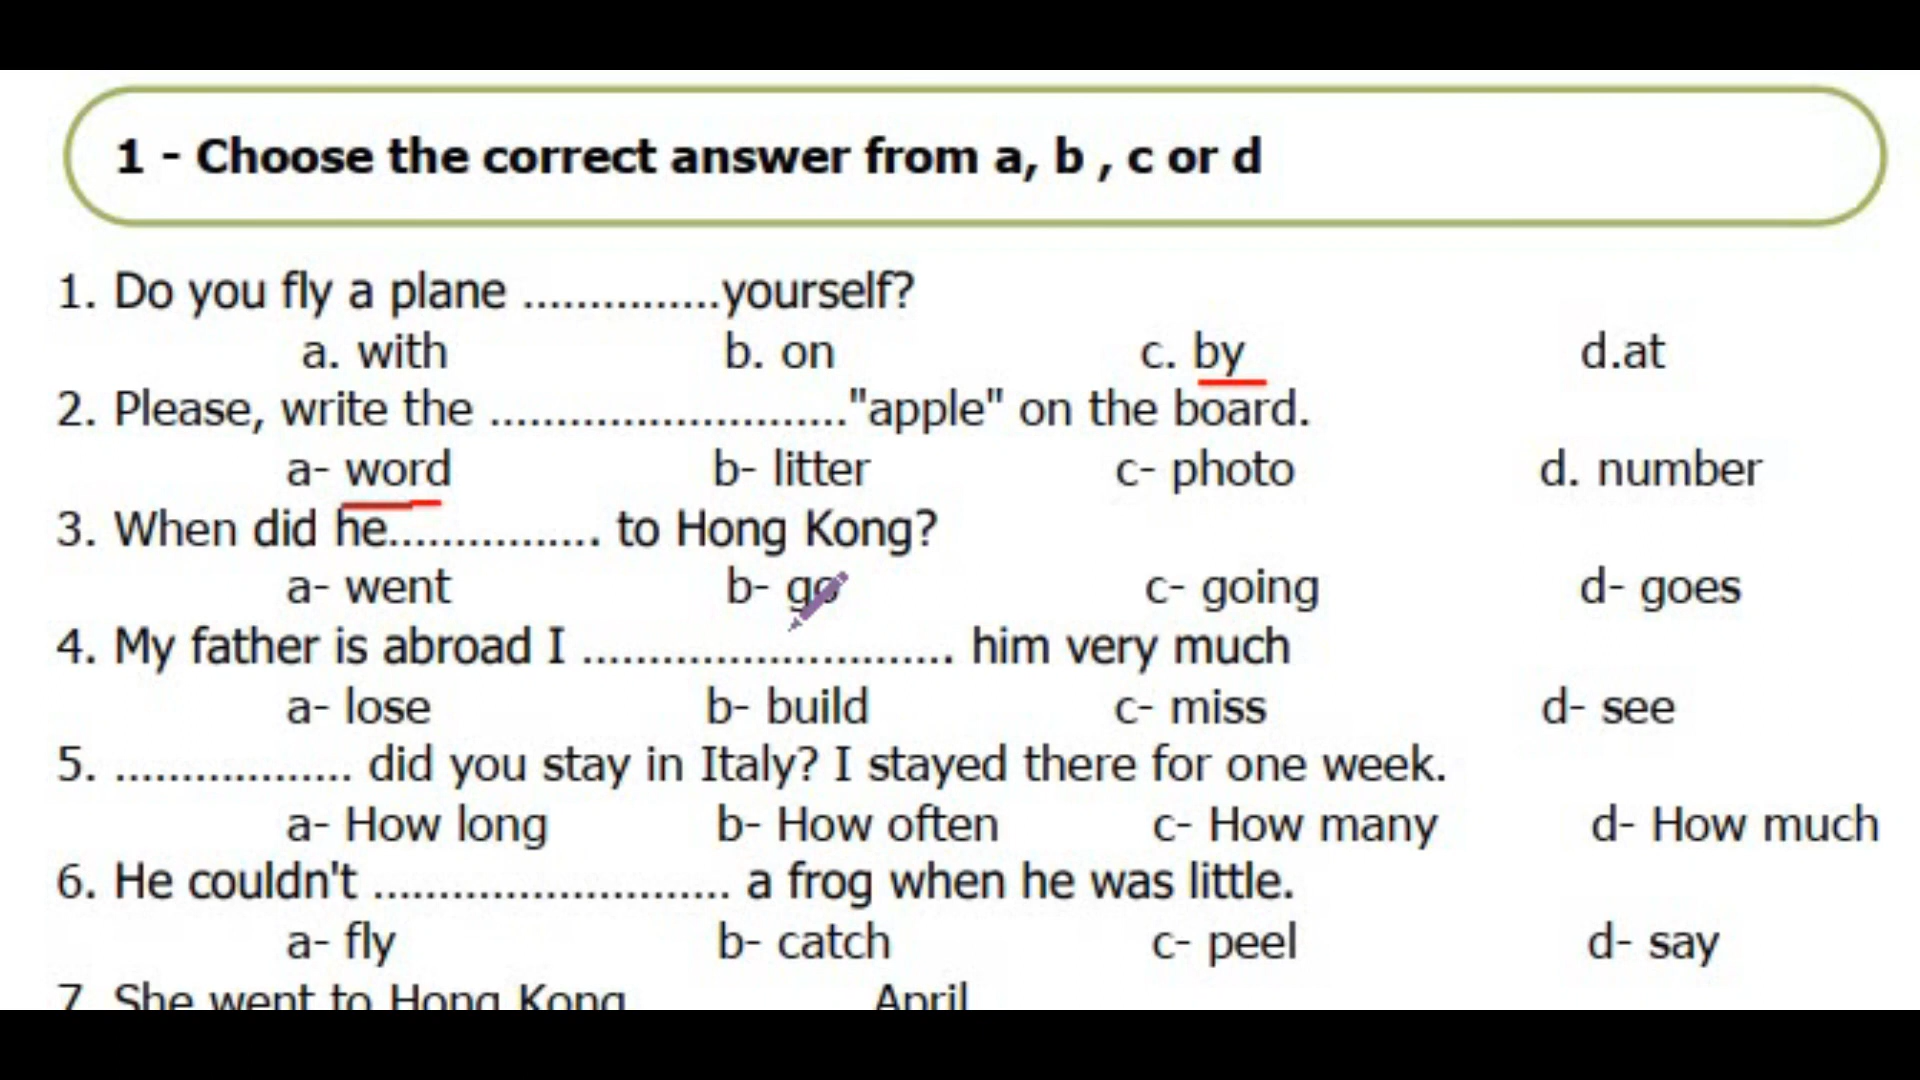 1 - Choose the correct answer from a, b , c or d
1. Do you fly a plane ...............yourself?
a. with b. on c. by d.at
2. Please, write the ..........................."apple" on the board.
a- word b- litter c- photo d. number
3. When did he................ to Hong Kong?
a- went b- go c- going d- goes
4. My father is abroad I ............................ him very much
a- lose b- build c- miss d- see
5. .................. did you stay in Italy? I stayed there for one week.
a- How long b- How often c- How many d- How much
6. He couldn't ........................... a frog when he was little.
a- fly b- catch c- peel d- say
7. She went to Hong Kong April